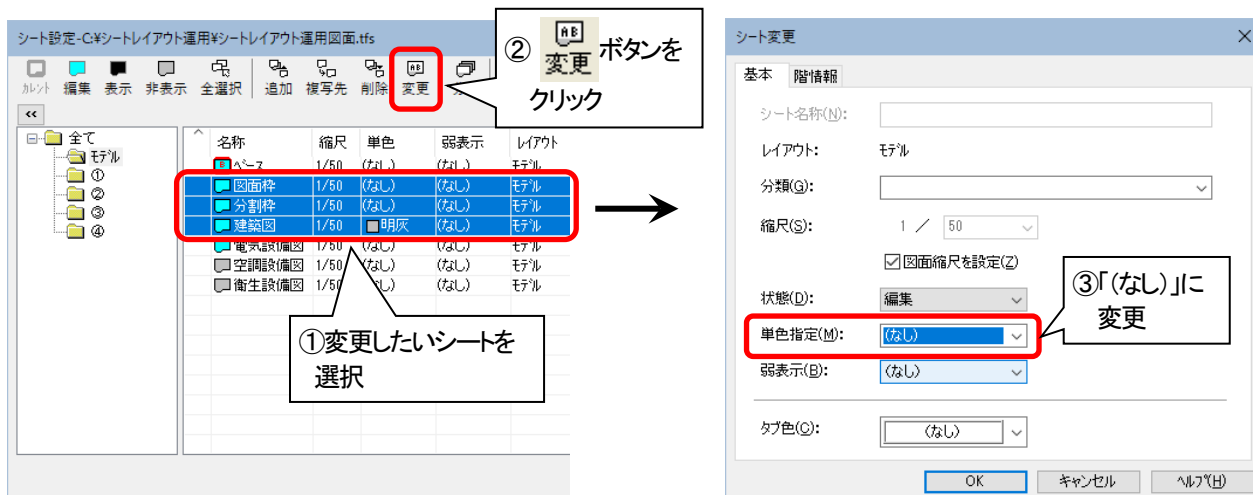 シート設定-C:¥シートレイアウト運用¥シートレイアウト運用図面.tfs
カレント 編集 表示 非表示 全選択 追加 複写先 削除 変更
<<
全て
モデル
①
②
③
④
名称 縮尺 単色 弱表示 レイアウト
ベース 1/50 (なし) (なし) モデル
図面枠 1/50 (なし) (なし) モデル
分割枠 1/50 (なし) (なし) モデル
建築図 1/50 明灰 (なし) モデル
電気設備図 1/50 (なし) (なし) モデル
空調設備図 1/50 (なし) (なし) モデル
衛生設備図 1/50 (なし) (なし) モデル
② AB 変更 ボタンを
クリック
①変更したいシートを
選択
シート変更
基本 階情報
シート名称(N):
レイアウト: モデル
分類(G):
縮尺(S): 1 / 50
図面縮尺を設定(Z)
状態(D): 編集
単色指定(M): (なし)
弱表示(B): (なし)
タブ色(C): (なし)
OK キャンセル ヘルプ(H)
③「(なし)」に
変更